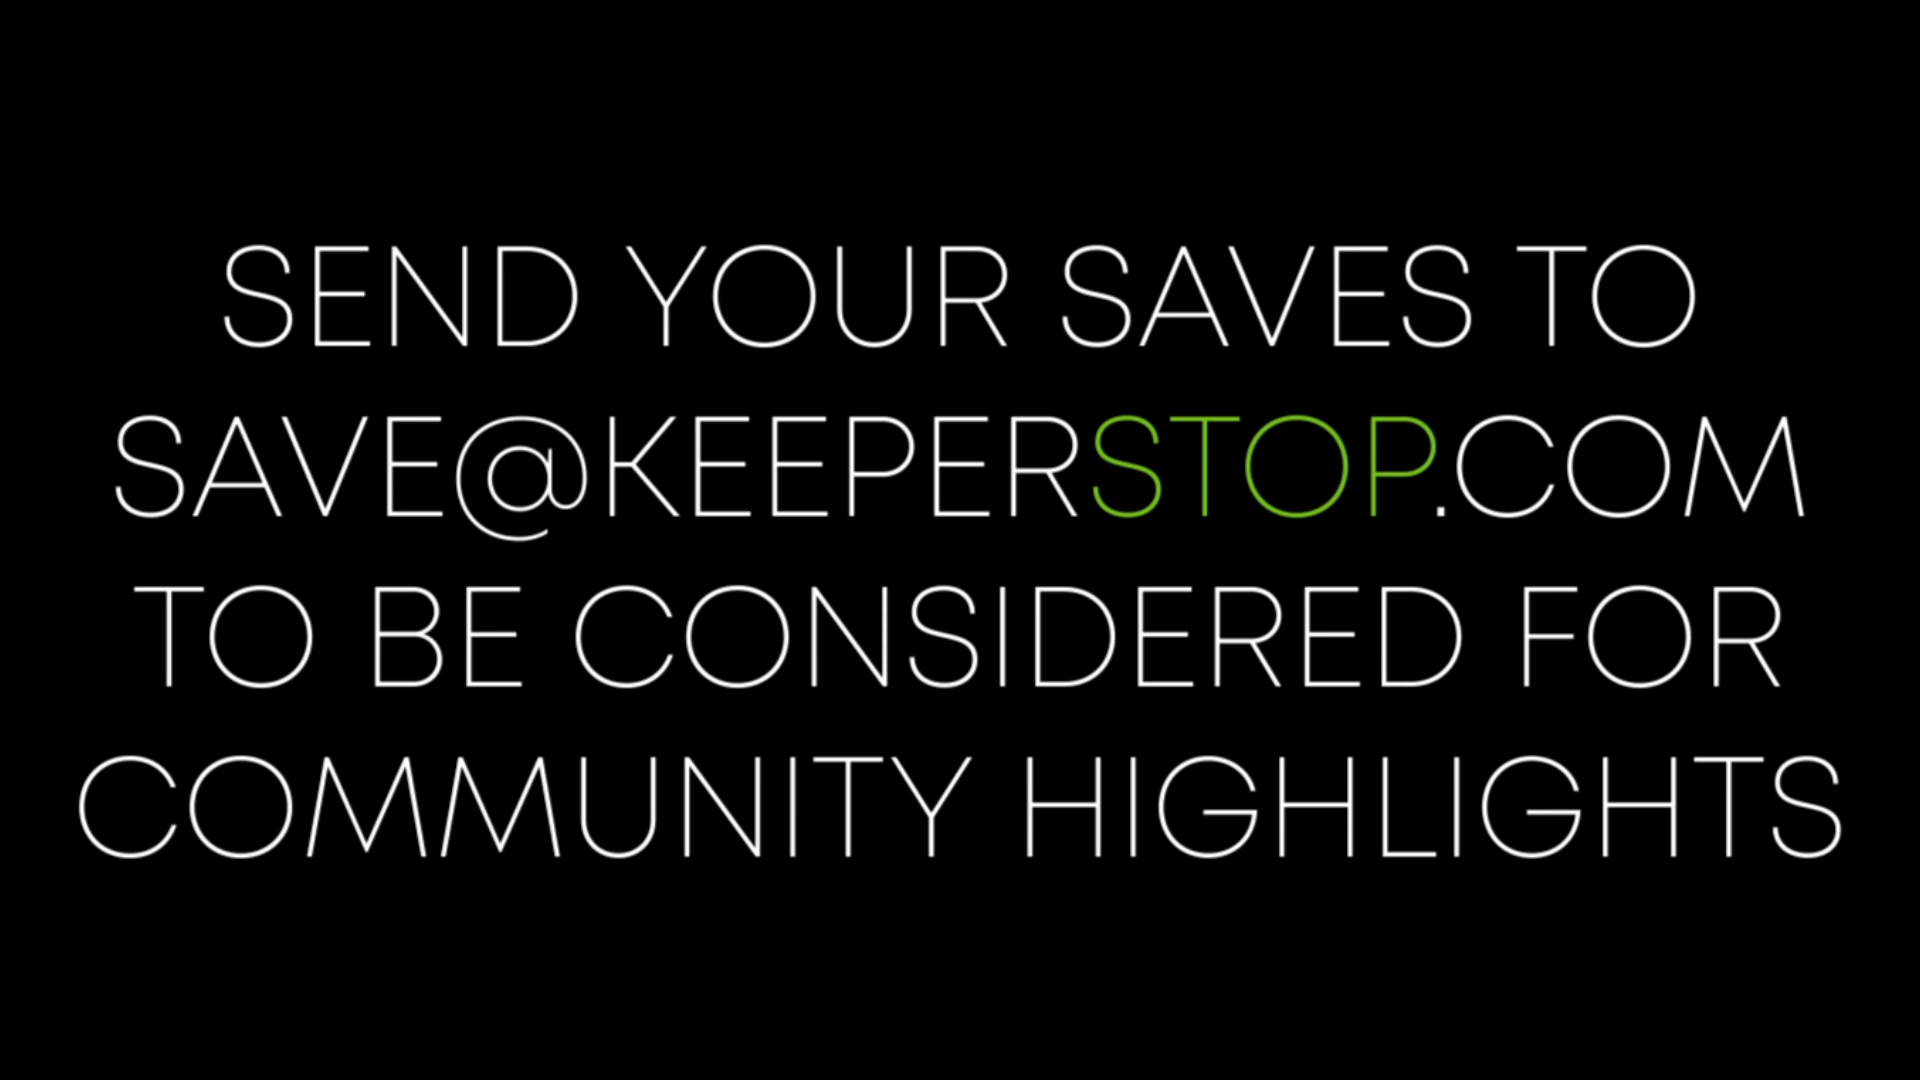 SEND YOUR SAVES TO
SAVE@KEEPERSTOP.COM
TO BE CONSIDERED FOR
COMMUNITY HIGHLIGHTS